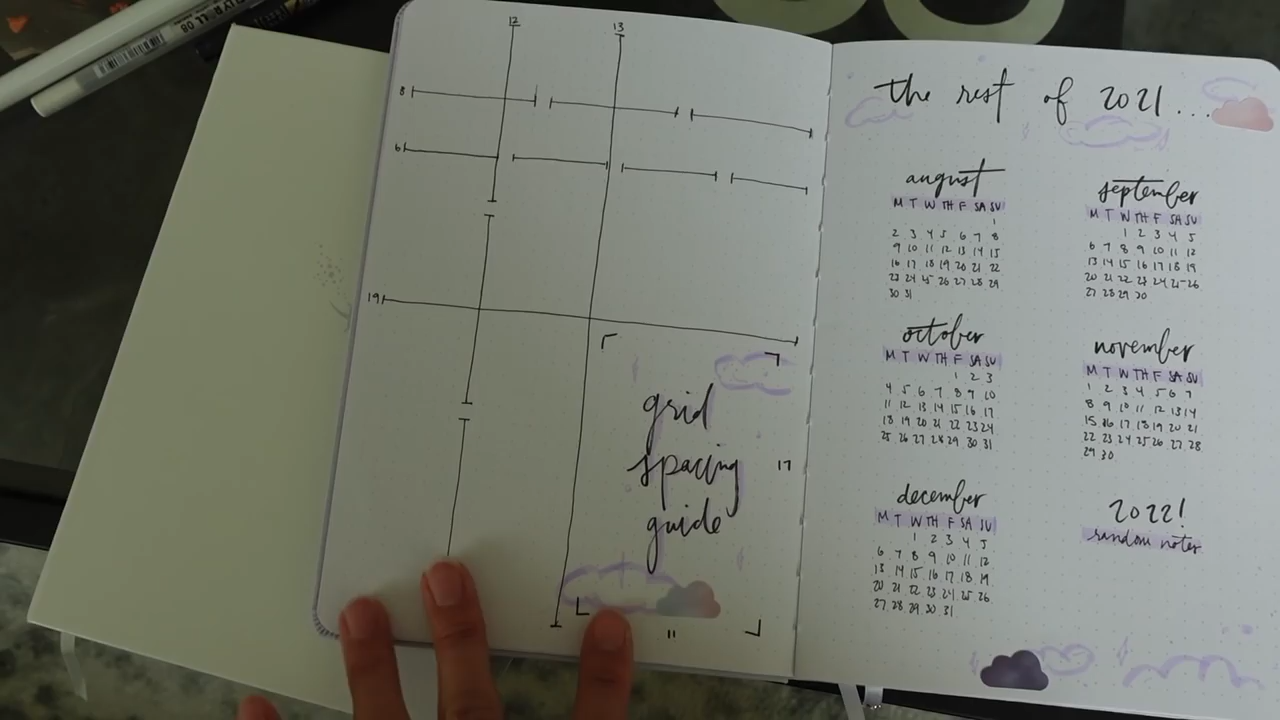 LLY R. LL 08
12
13
8
6
19
grid
spacing
guide
17
11
the rest of 2021...
august
M T W TH F SA SU
1
2 3 4 5 6 7 8
9 10 11 12 13 14 15
16 17 18 19 20 21 22
23 24 25 26 27 28 29
30 31
september
M T W TH F SA SU
1 2 3 4 5
6 7 8 9 10 11 12
13 14 15 16 17 18 19
20 21 22 23 24 25 26
27 28 29 30
october
M T W TH F SA SU
1 2 3
4 5 6 7 8 9 10
11 12 13 14 15 16 17
18 19 20 21 22 23 24
25 26 27 28 29 30 31
november
M T W TH F SA SU
1 2 3 4 5 6 7
8 9 10 11 12 13 14
15 16 17 18 19 20 21
22 23 24 25 26 27 28
29 30
december
M T W TH F SA SU
1 2 3 4 5
6 7 8 9 10 11 12
13 14 15 16 17 18 19
20 21 22 23 24 25 26
27 28 29 30 31
2022!
random notes